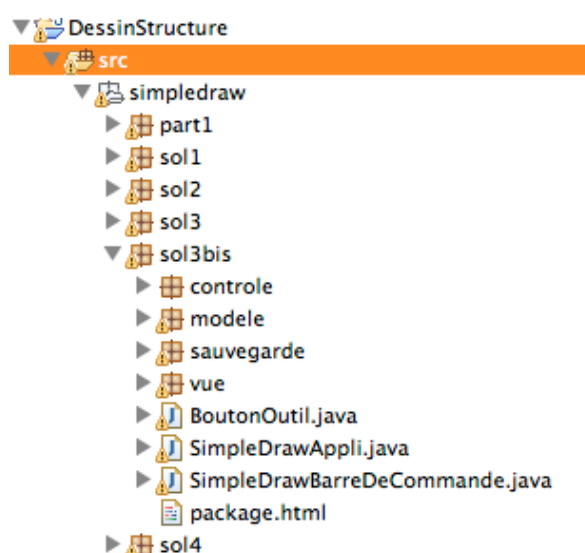 DessinStructure
src
simpledraw
part1
sol1
sol2
sol3
sol3bis
controle
modele
sauvegarde
vue
BoutonOutil.java
SimpleDrawAppli.java
SimpleDrawBarreDeCommande.java
package.html
sol4